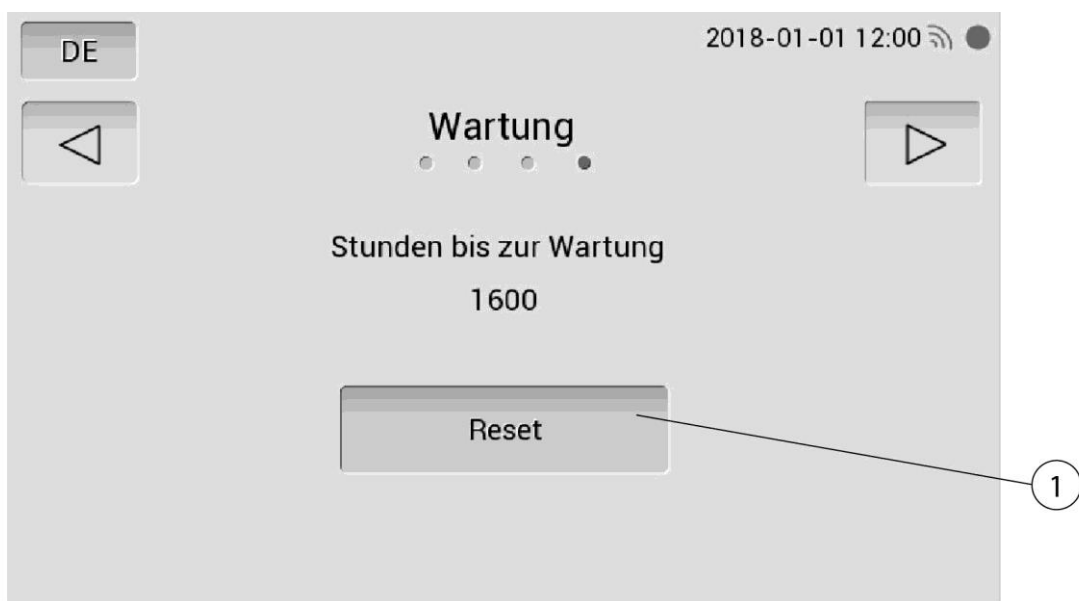 DE
2018-01-01 12:00
Wartung
Stunden bis zur Wartung
1600
Reset
1